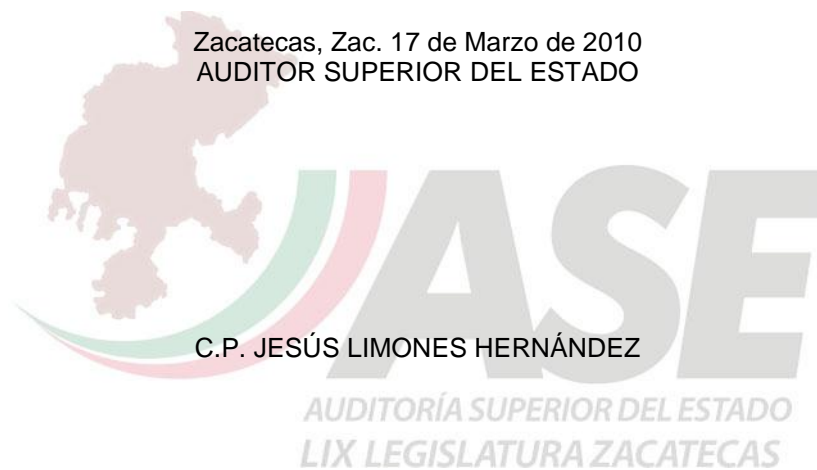 Zacatecas, Zac. 17 de Marzo de 2010
AUDITOR SUPERIOR DEL ESTADO
ASE
C.P. JESÚS LIMONES HERNÁNDEZ
AUDITORÍA SUPERIOR DEL ESTADO
LIX LEGISLATURA ZACATECAS